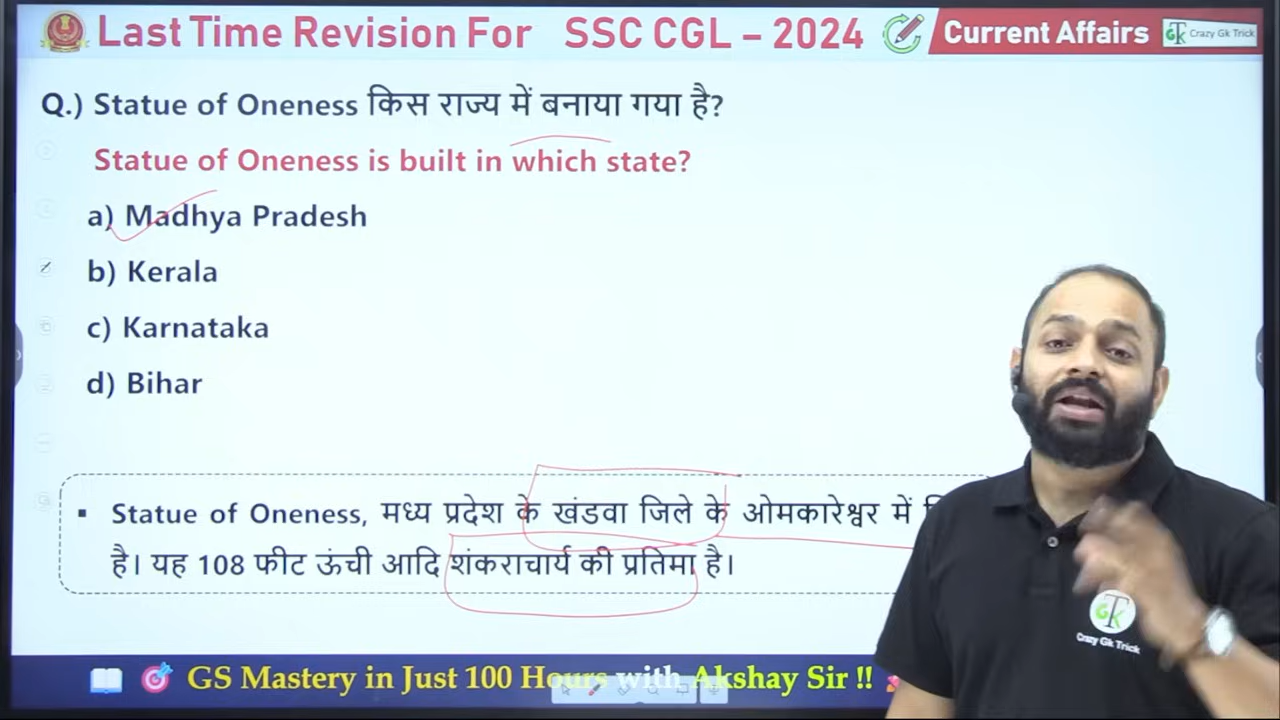 Last Time Revision For SSC CGL – 2024
Current Affairs
Crazy Gk Trick
Q.) Statue of Oneness किस राज्य में बनाया गया है?
Statue of Oneness is built in which state?
a) Madhya Pradesh
b) Kerala
c) Karnataka
d) Bihar
▪ Statue of Oneness, मध्य प्रदेश के खंडवा जिले के ओमकारेश्वर में
है। यह 108 फीट ऊंची आदि शंकराचार्य की प्रतिमा है।
GK
Crazy Gk Trick
GS Mastery in Just 100 Hours with Akshay Sir !!